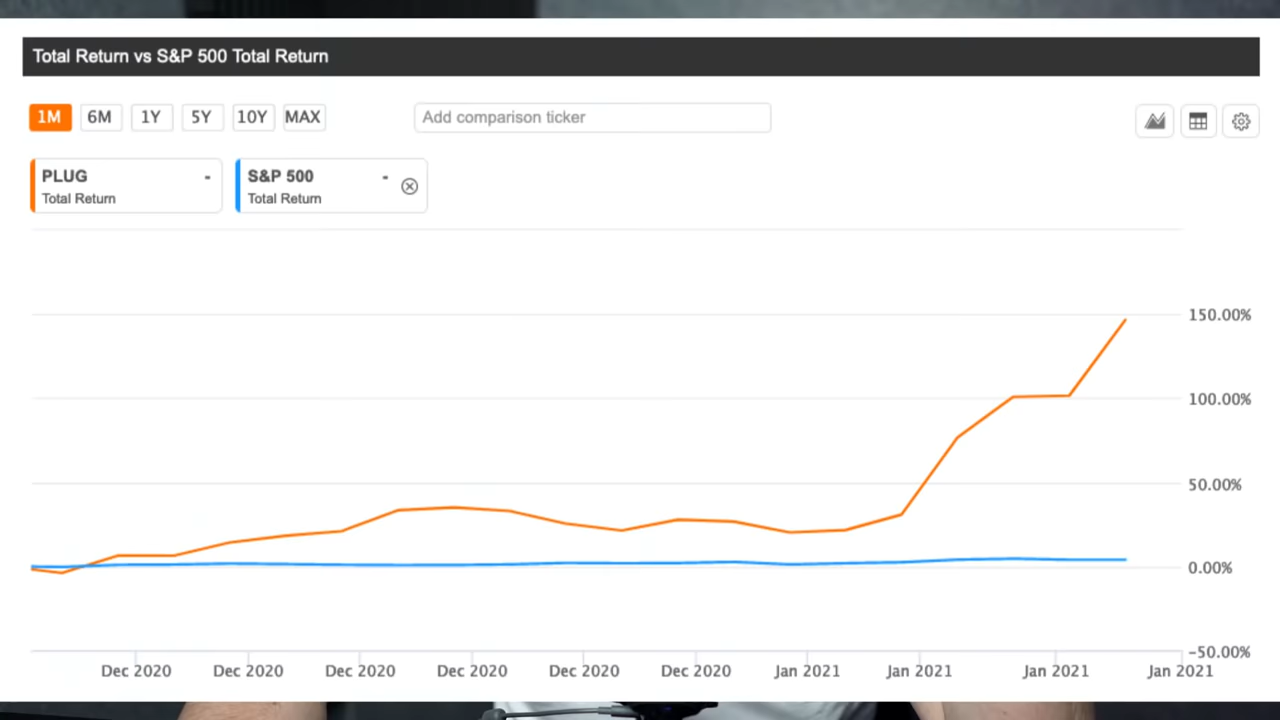 Total Return vs S&P 500 Total Return
1M 6M 1Y 5Y 10Y MAX Add comparison ticker
PLUG - S&P 500 -
Total Return Total Return
150.00%
100.00%
50.00%
0.00%
-50.00%
Dec 2020 Dec 2020 Dec 2020 Dec 2020 Dec 2020 Dec 2020 Jan 2021 Jan 2021 Jan 2021 Jan 2021